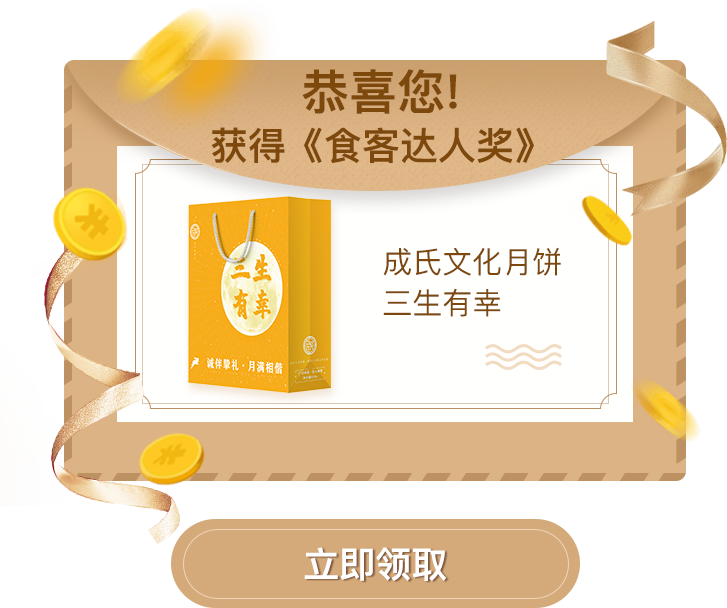 恭喜您!
获得《食客达人奖》
三生
有幸
诚伴挚礼·月满相偕
成氏文化月饼
三生有幸
立即领取